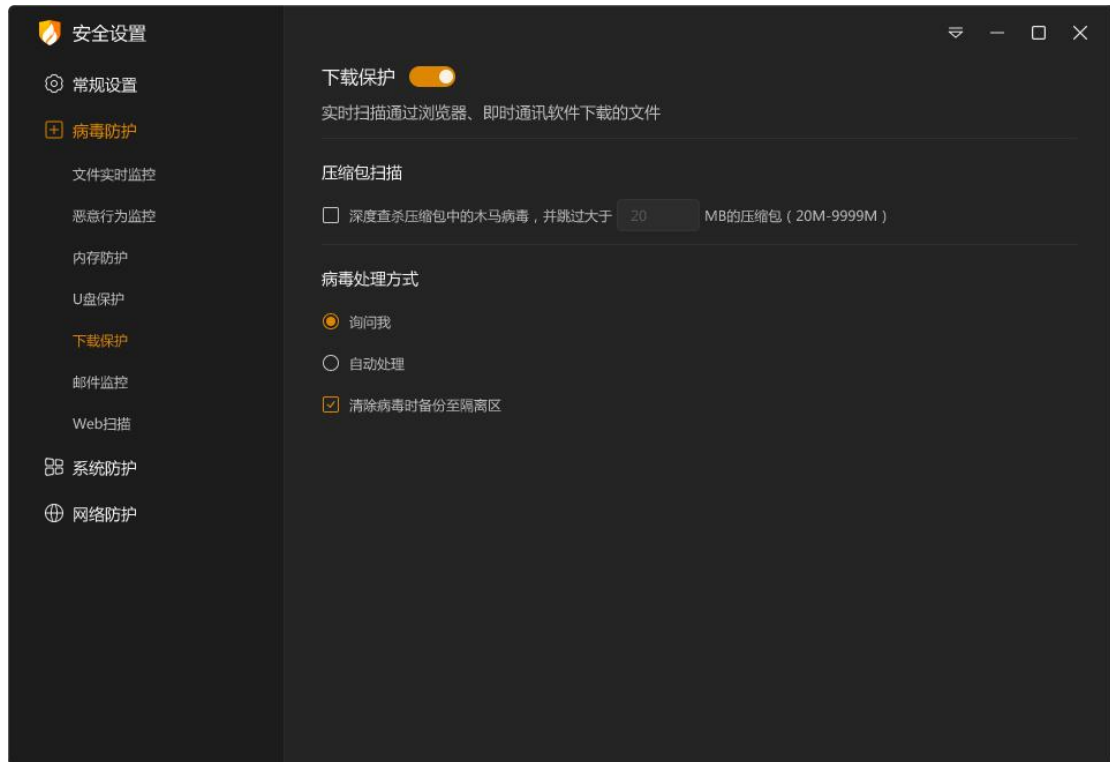 安全设置
常规设置
病毒防护
文件实时监控
恶意行为监控
内存防护
U盘保护
下载保护
邮件监控
Web扫描
系统防护
网络防护
下载保护
实时扫描通过浏览器、即时通讯软件下载的文件
压缩包扫描
深度查杀压缩包中的木马病毒，并跳过大于 20 MB的压缩包（20M-9999M）
病毒处理方式
询问我
自动处理
清除病毒时备份至隔离区